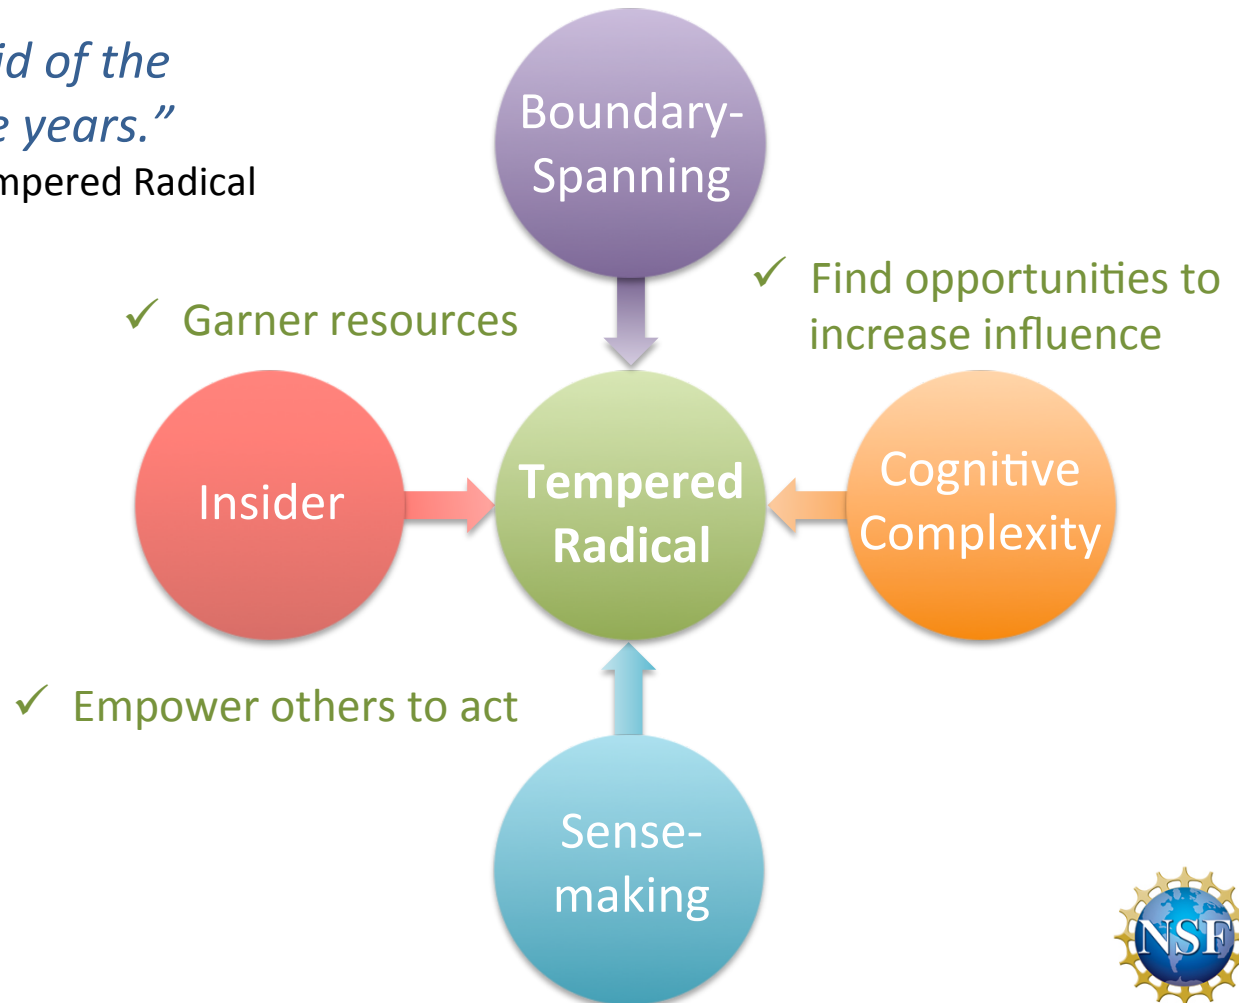 id of the
e years.”
mpered Radical
Boundary-
Spanning
✓ Find opportunities to
increase influence
✓ Garner resources
Insider
Tempered
Radical
Cognitive
Complexity
✓ Empower others to act
Sense-
making
NSF